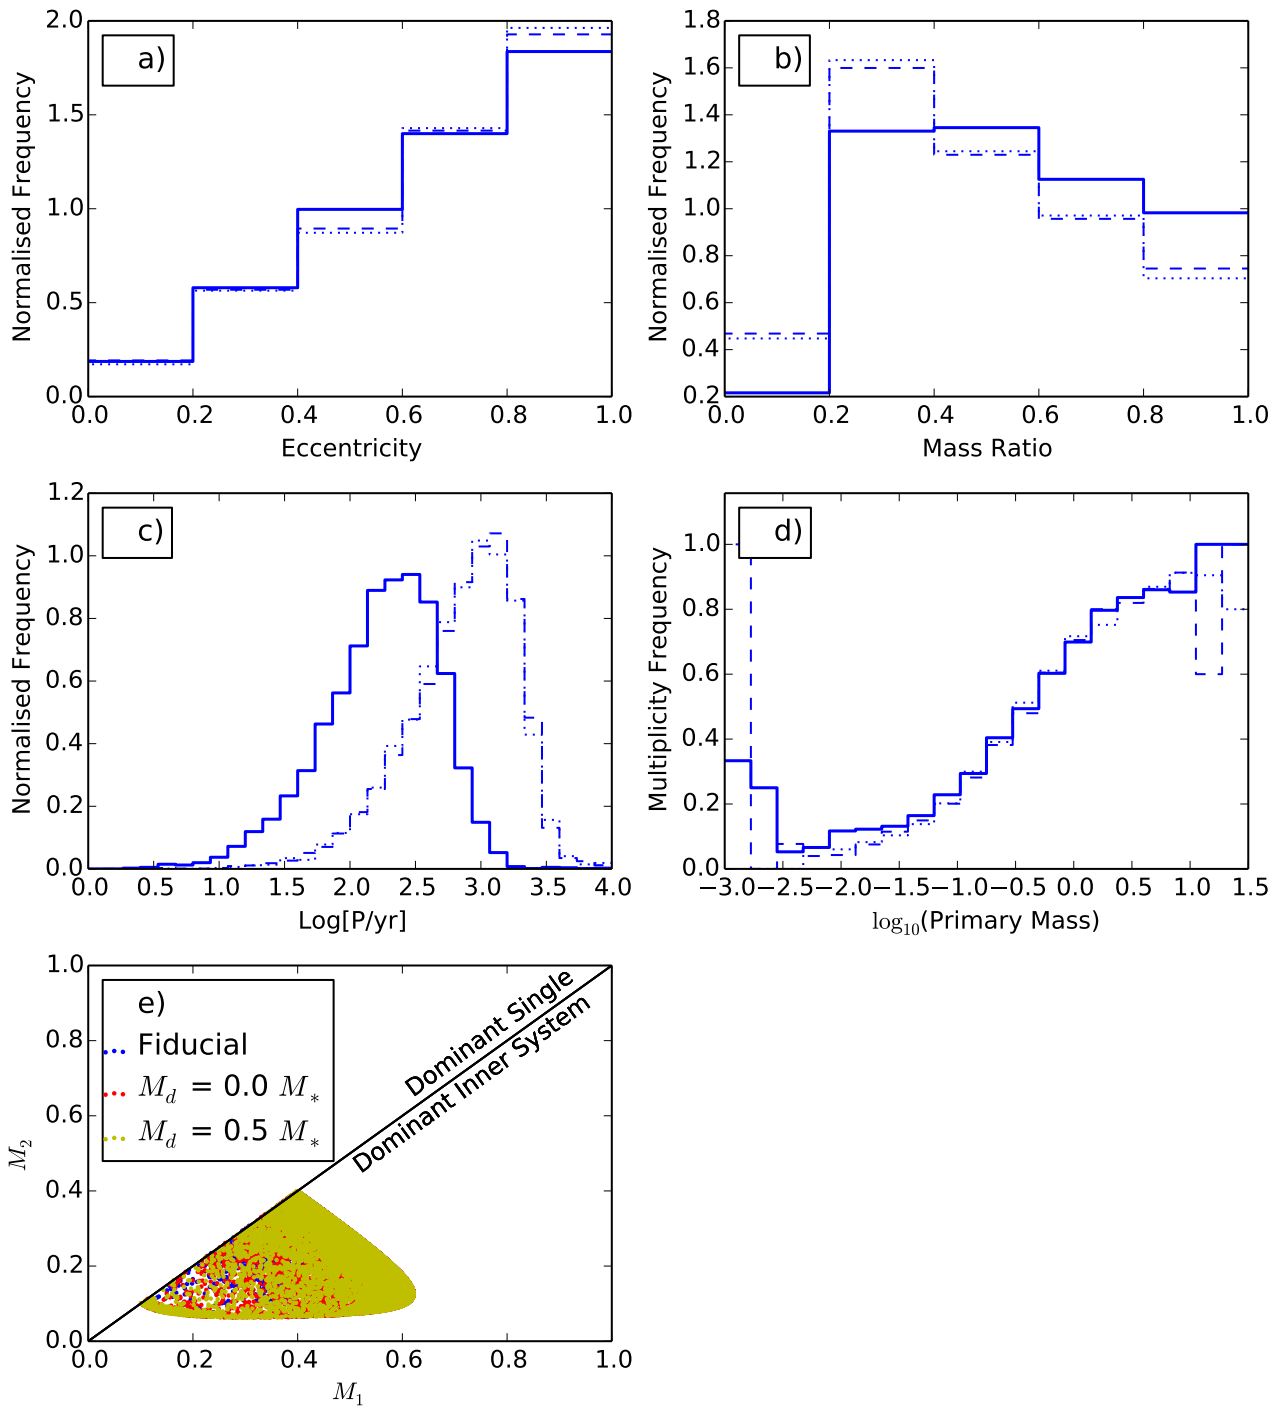 a)
Normalised Frequency
0.0 0.5 1.0 1.5 2.0
0.0 0.2 0.4 0.6 0.8 1.0
Eccentricity
b)
Normalised Frequency
0.2 0.4 0.6 0.8 1.0 1.2 1.4 1.6 1.8
0.0 0.2 0.4 0.6 0.8 1.0
Mass Ratio
c)
Normalised Frequency
0.0 0.2 0.4 0.6 0.8 1.0 1.2
0.0 0.5 1.0 1.5 2.0 2.5 3.0 3.5 4.0
Log[P/yr]
d)
Multiplicity Frequency
0.0 0.2 0.4 0.6 0.8 1.0
−3.0 −2.5 −2.0 −1.5 −1.0 −0.5 0.0 0.5 1.0 1.5
log₁₀(Primary Mass)
e)
Fiducial
M_d = 0.0 M_*
M_d = 0.5 M_*
Dominant Single
Dominant Inner System
M₂
0.0 0.2 0.4 0.6 0.8 1.0
0.0 0.2 0.4 0.6 0.8 1.0
M₁